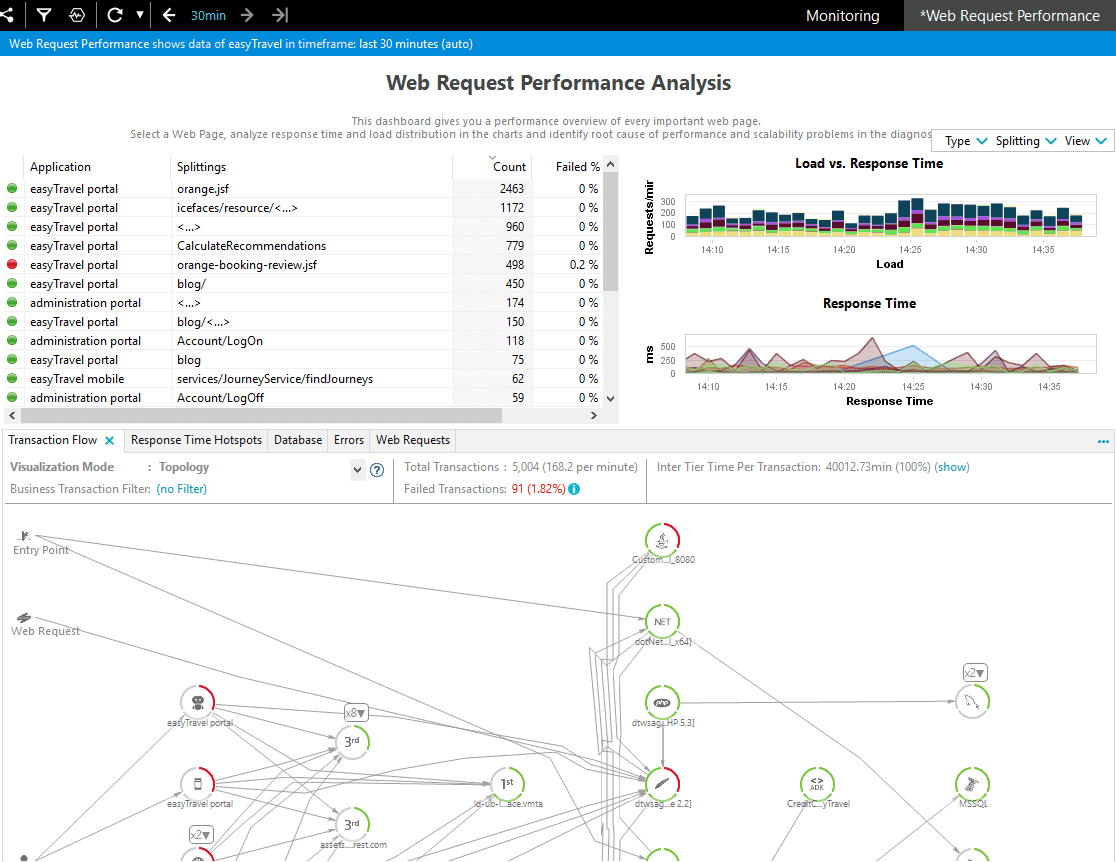 30min
Monitoring
*Web Request Performance
Web Request Performance shows data of easyTravel in timeframe: last 30 minutes (auto)
Web Request Performance Analysis
This dashboard gives you a performance overview of every important web page.
Select a Web Page, analyze response time and load distribution in the charts and identify root cause of performance and scalability problems in the diagnos
Type Splitting View
Application Splittings Count Failed %
easyTravel portal orange.jsf 2463 0 %
easyTravel portal icefaces/resource/<...> 1172 0 %
easyTravel portal <...> 960 0 %
easyTravel portal CalculateRecommendations 779 0 %
easyTravel portal orange-booking-review.jsf 498 0.2 %
easyTravel portal blog/ 450 0 %
administration portal <...> 174 0 %
easyTravel portal blog/<...> 150 0 %
administration portal Account/LogOn 118 0 %
easyTravel portal blog 75 0 %
easyTravel mobile services/JourneyService/findJourneys 62 0 %
administration portal Account/LogOff 59 0 %
Load vs. Response Time
Requests/mir
300
200
100
0
14:10 14:15 14:20 14:25 14:30 14:35
Load
Response Time
ms
500
250
0
14:10 14:15 14:20 14:25 14:30 14:35
Response Time
Transaction Flow Response Time Hotspots Database Errors Web Requests
Visualization Mode : Topology
Business Transaction Filter: (no Filter)
Total Transactions : 5,004 (168.2 per minute)
Failed Transactions: 91 (1.82%)
Inter Tier Time Per Transaction: 40012.73min (100%) (show)
Entry Point
Custom...l_8080
.NET
Web Request
dotNet...l_x64]
x2
easyTravel portal
x8
php
dtwsag...HP 5.3]
3rd
1st
<> ADK
easyTravel portal
ld-ub-l...ace.vmta
dtwsag...e 2.2]
CreditC...yTravel
MSSQL
x2
3rd
assets....rest.com